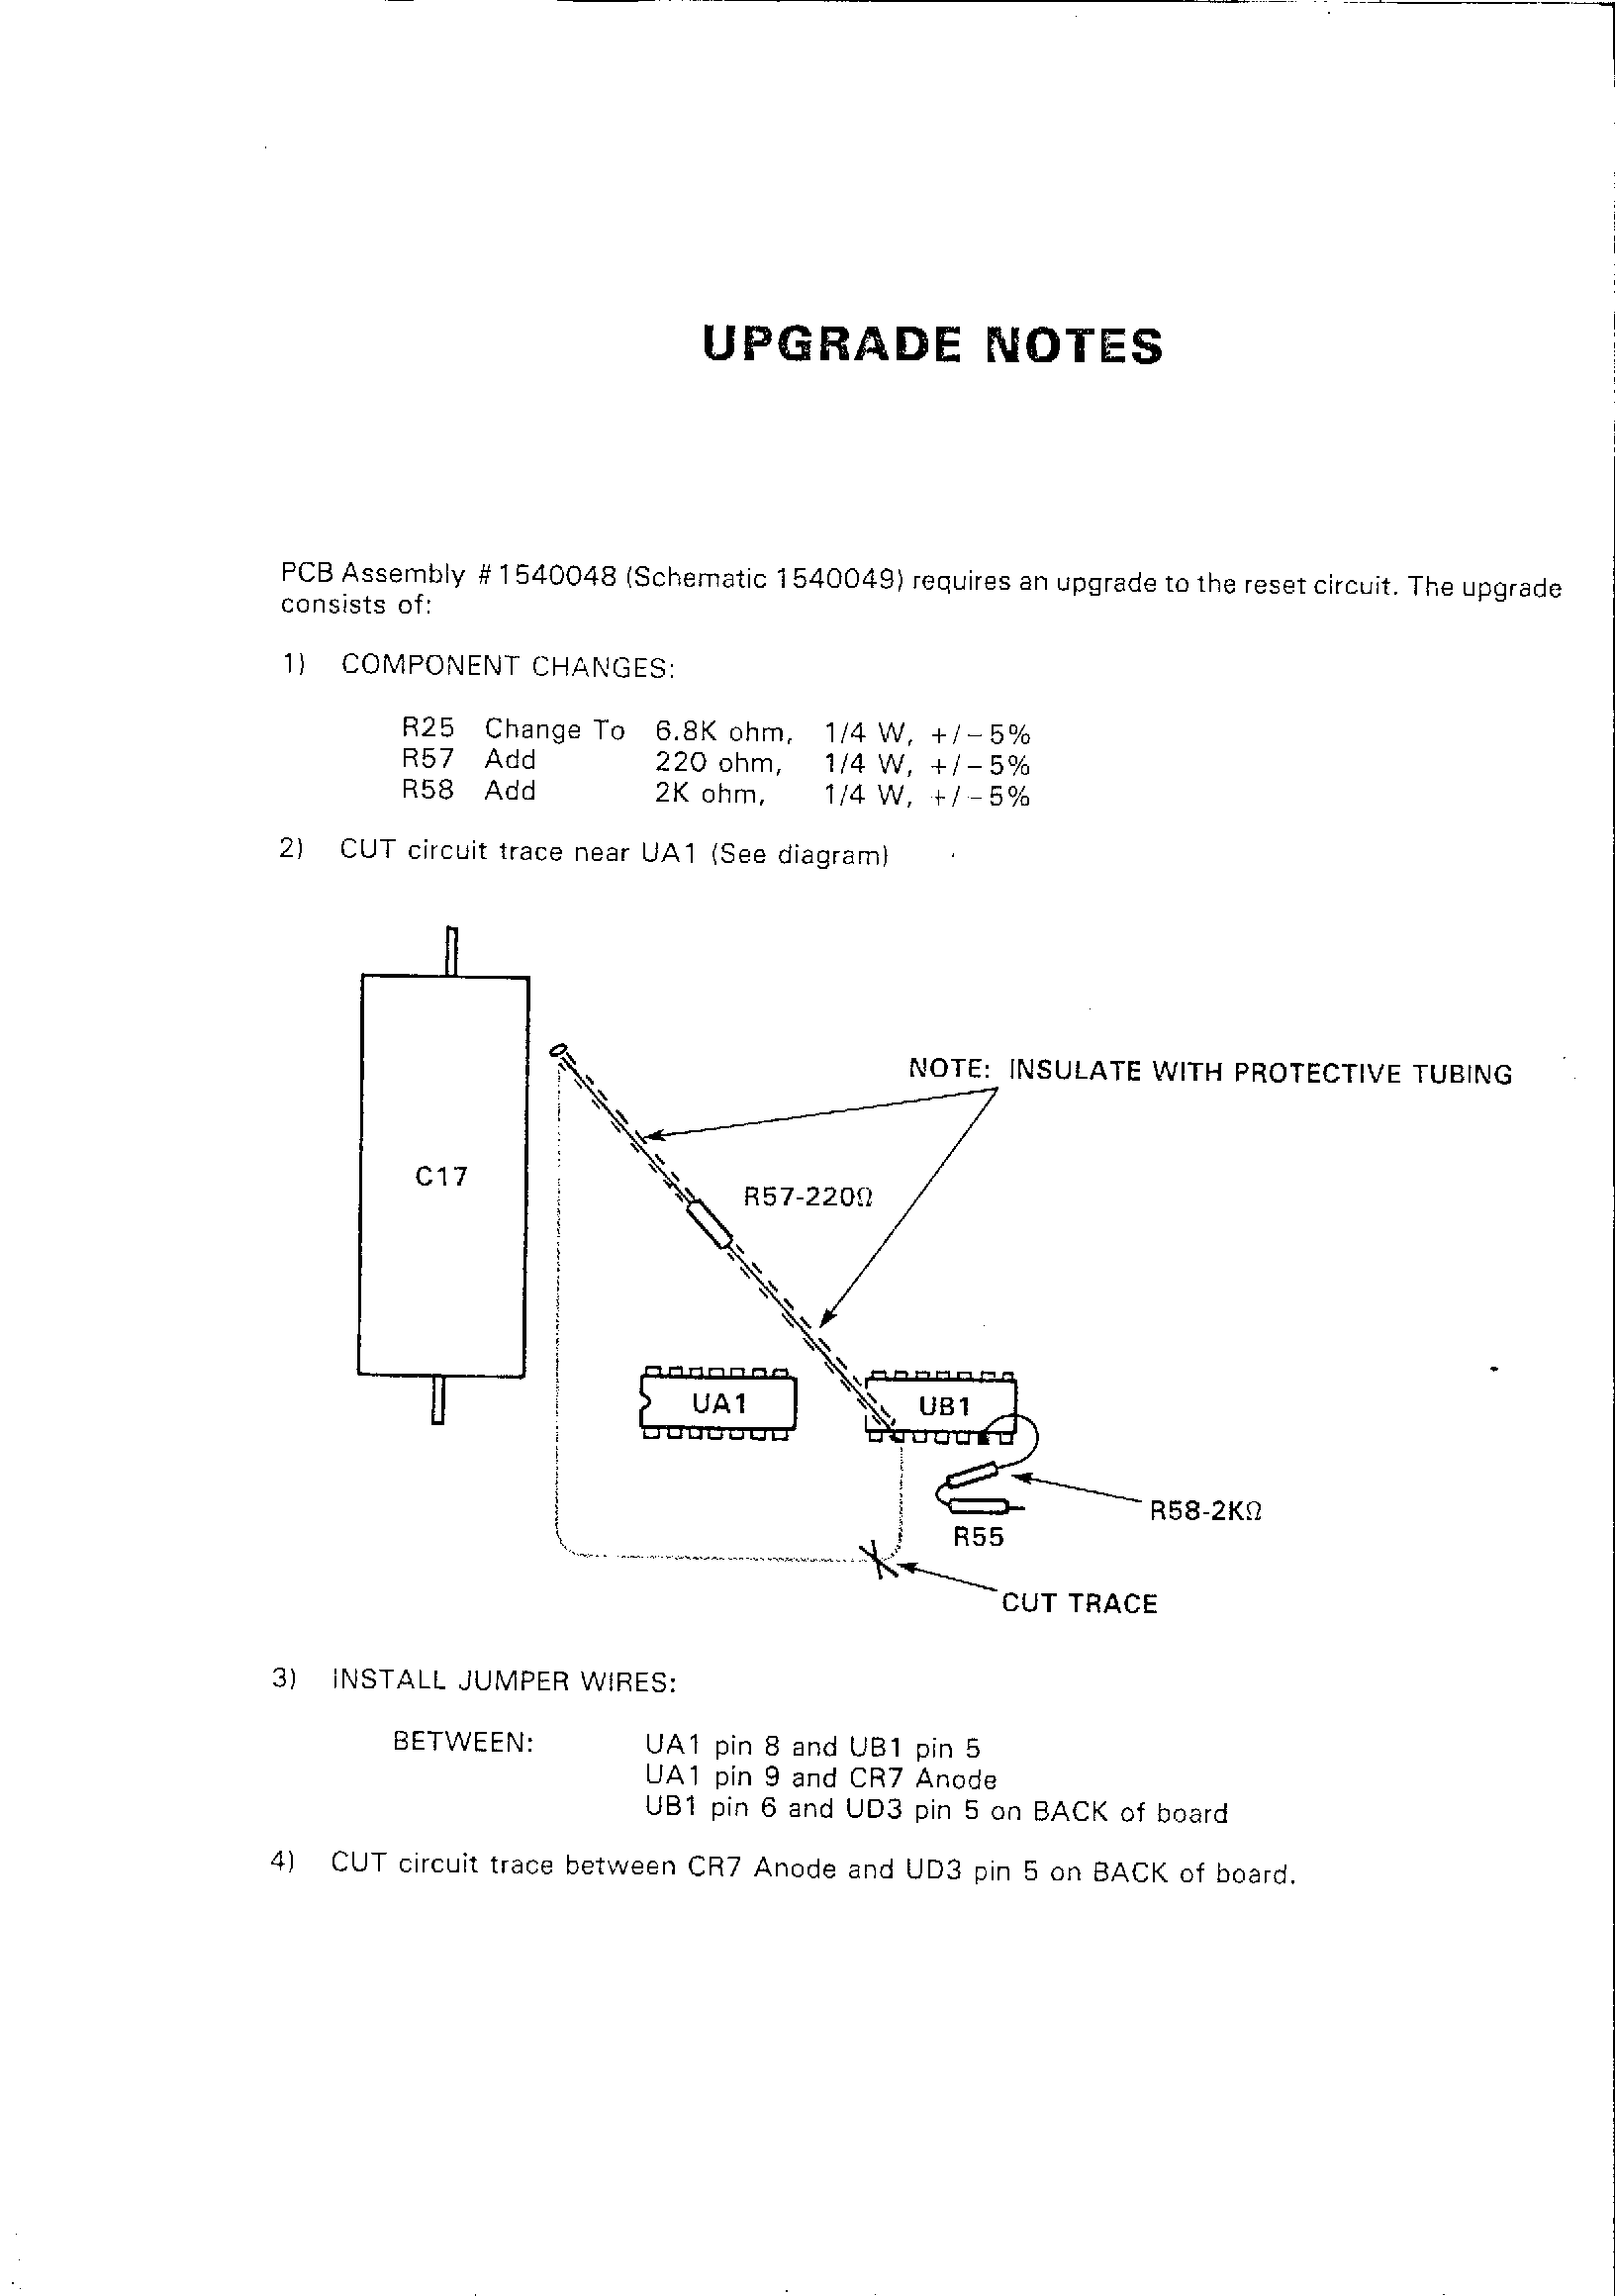 UPGRADE NOTES
PCB Assembly #1540048 (Schematic 1540049) requires an upgrade to the reset circuit. The upgrade
consists of:
1) COMPONENT CHANGES:
R25 Change To 6.8K ohm, 1/4 W, +/-5%
R57 Add 220 ohm, 1/4 W, +/-5%
R58 Add 2K ohm, 1/4 W, +/-5%
2) CUT circuit trace near UA1 (See diagram)
NOTE: INSULATE WITH PROTECTIVE TUBING
C17
R57-220Ω
UA1
UB1
R58-2KΩ
R55
CUT TRACE
3) INSTALL JUMPER WIRES:
BETWEEN: UA1 pin 8 and UB1 pin 5
UA1 pin 9 and CR7 Anode
UB1 pin 6 and UD3 pin 5 on BACK of board
4) CUT circuit trace between CR7 Anode and UD3 pin 5 on BACK of board.